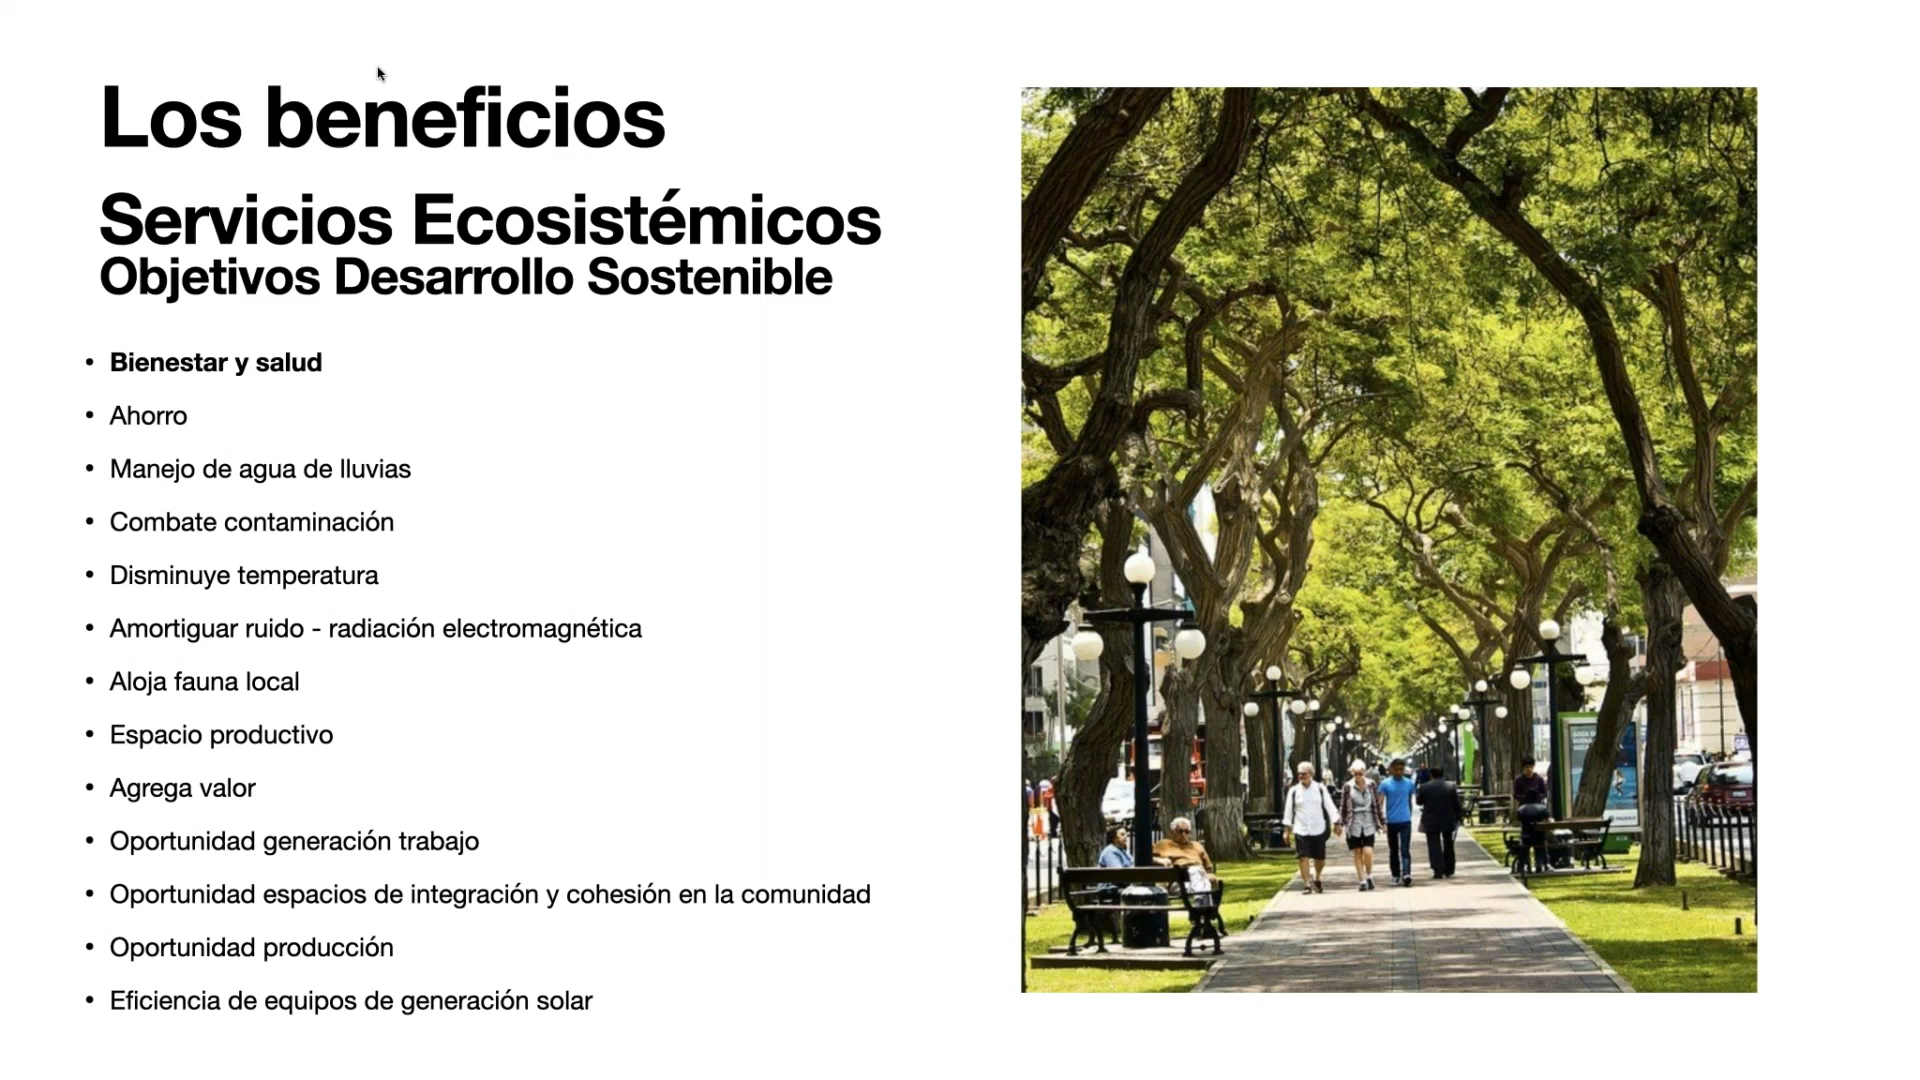 Los beneficios
Servicios Ecosistémicos
Objetivos Desarrollo Sostenible
• Bienestar y salud
• Ahorro
• Manejo de agua de lluvias
• Combate contaminación
• Disminuye temperatura
• Amortiguar ruido - radiación electromagnética
• Aloja fauna local
• Espacio productivo
• Agrega valor
• Oportunidad generación trabajo
• Oportunidad espacios de integración y cohesión en la comunidad
• Oportunidad producción
• Eficiencia de equipos de generación solar